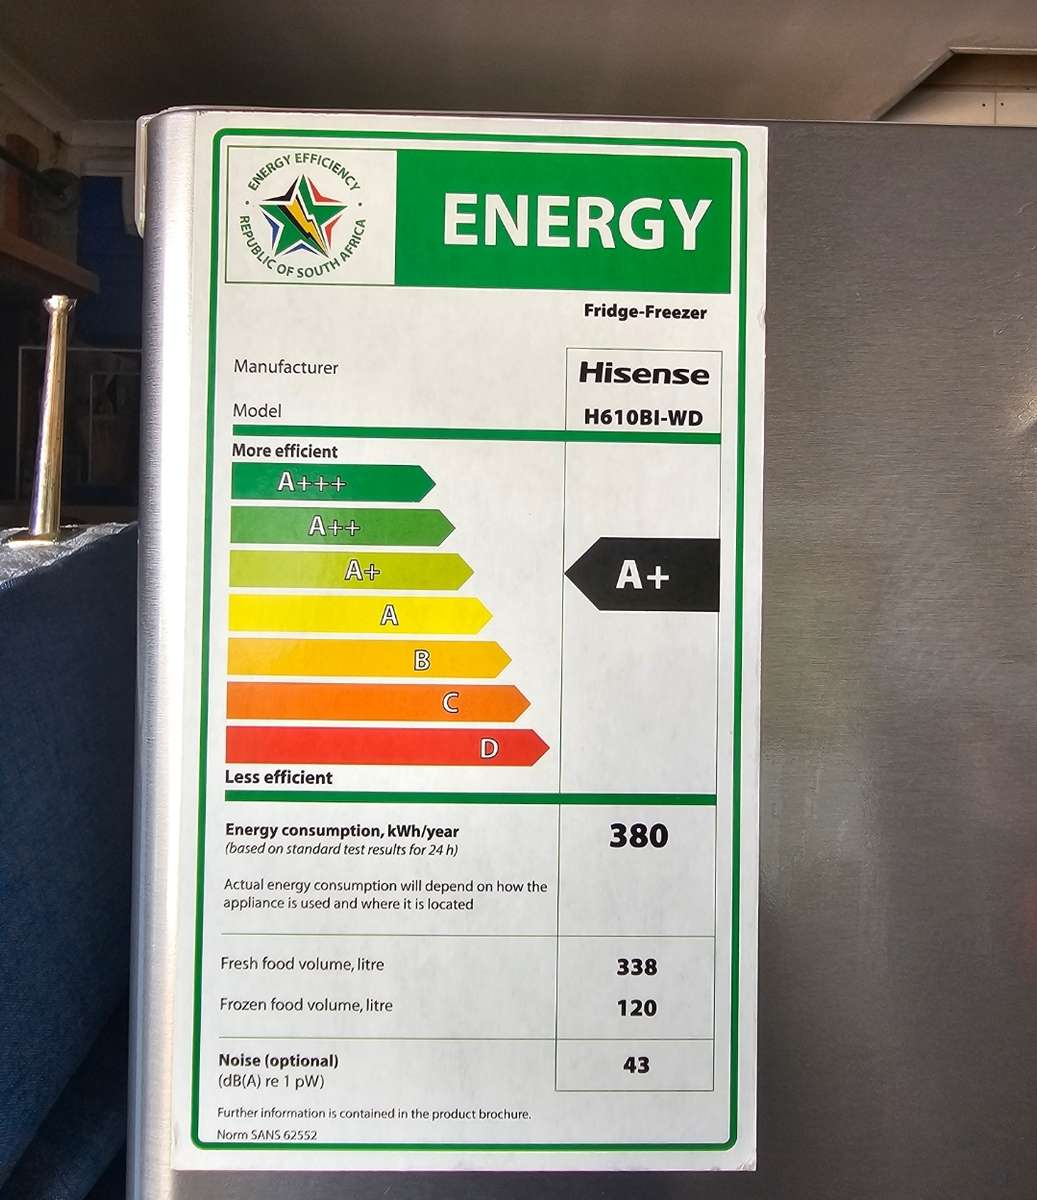 ENERGY EFFICIENCY
REPUBLIC OF SOUTH AFRICA
ENERGY
Fridge-Freezer
Manufacturer
Hisense
Model
H610BI-WD
More efficient
A+++
A++
A+
A+
A
B
C
D
Less efficient
Energy consumption, kWh/year
380
(based on standard test results for 24 h)
Actual energy consumption will depend on how the
appliance is used and where it is located
Fresh food volume, litre
338
Frozen food volume, litre
120
Noise (optional)
43
(dB(A) re 1 pW)
Further information is contained in the product brochure.
Norm SANS 62552